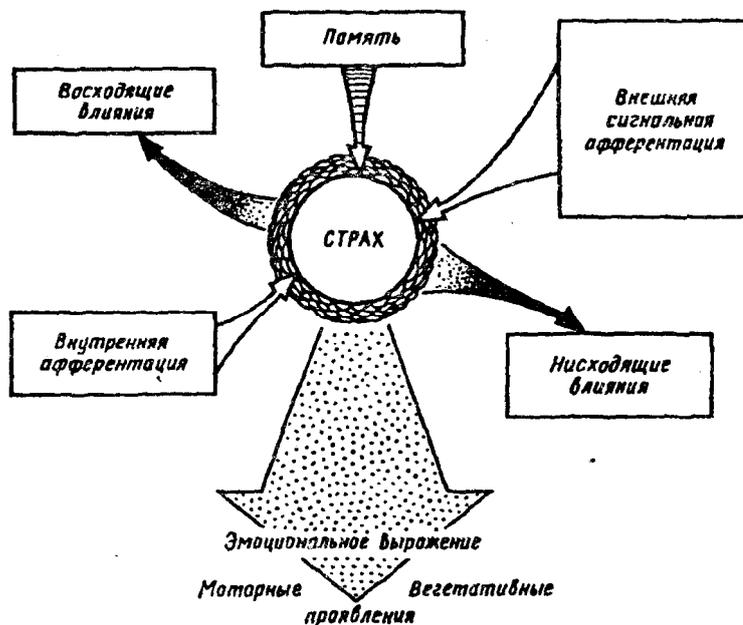 Память
Восходящие
влияния
Внешняя
сигнальная
афферентация
СТРАХ
Внутренняя
афферентация
Нисходящие
влияния
Эмоциональное выражение
Моторные Вегетативные
проявления